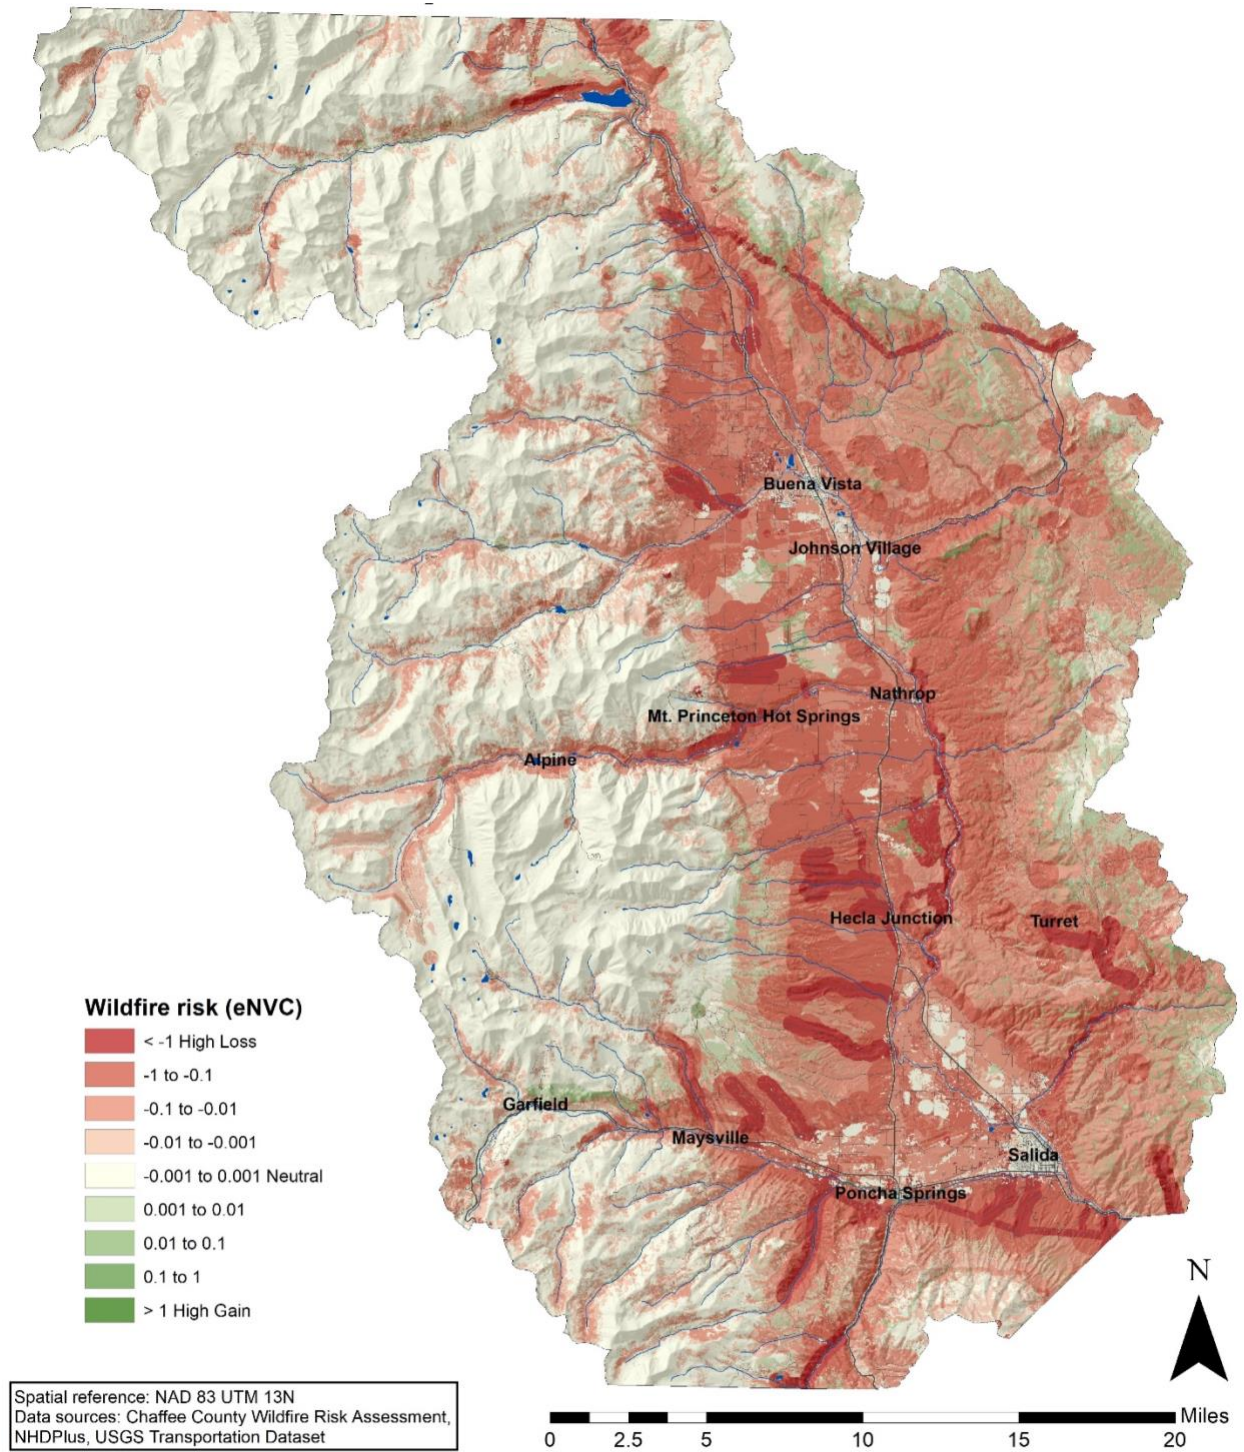 Buena Vista
Johnson Village
Nathrop
Mt. Princeton Hot Springs
Alpine
Hecla Junction
Turret
Garfield
Maysville
Salida
Poncha Springs
Wildfire risk (eNVC)
< -1 High Loss
-1 to -0.1
-0.1 to -0.01
-0.01 to -0.001
-0.001 to 0.001 Neutral
0.001 to 0.01
0.01 to 0.1
0.1 to 1
> 1 High Gain
N
Spatial reference: NAD 83 UTM 13N
Data sources: Chaffee County Wildfire Risk Assessment,
NHDPlus, USGS Transportation Dataset
Miles
0 2.5 5 10 15 20